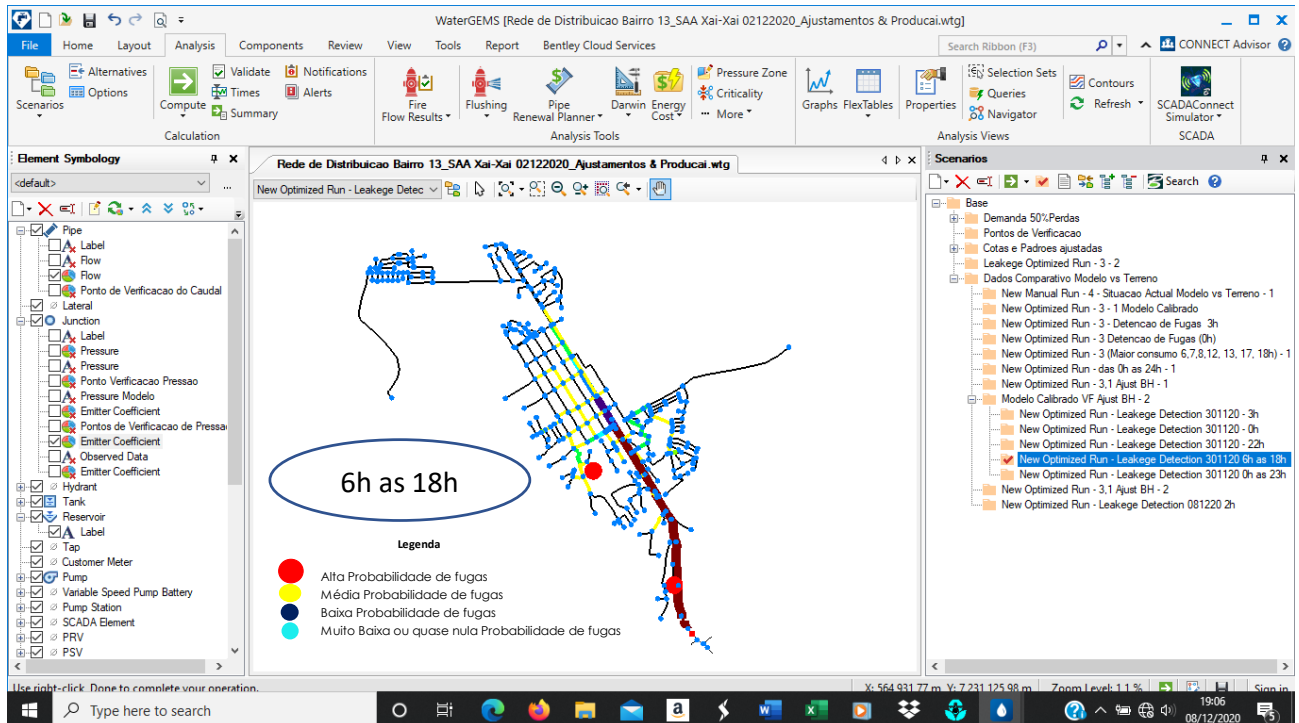 WaterGEMS [Rede de Distribuicao Bairro 13_SAA Xai-Xai 02122020_Ajustamentos & Producai.wtg]
File Home Layout Analysis Components Review View Tools Report Bentley Cloud Services Search Ribbon (F3) CONNECT Advisor
Scenarios
Alternatives
Options
Compute
Validate
Times
Summary
Notifications
Alerts
Calculation
Fire
Flow Results
Flushing
Pipe
Renewal Planner
Darwin
Energy
Cost
Pressure Zone
Criticality
More
Analysis Tools
Graphs
FlexTables
Properties
Selection Sets
Queries
Navigator
Analysis Views
Contours
Refresh
SCADAConnect
Simulator
SCADA
Element Symbology
<default>
...
Pipe
Label
Flow
Flow
Ponto de Verificacao do Caudal
Lateral
Junction
Label
Pressure
Pressure
Ponto Verificacao Pressao
Pressure Modelo
Emitter Coefficient
Pontos de Verificacao de Pressa
Emitter Coefficient
Observed Data
Emitter Coefficient
Hydrant
Tank
Reservoir
Label
Tap
Customer Meter
Pump
Variable Speed Pump Battery
Pump Station
SCADA Element
PRV
PSV
Rede de Distribuicao Bairro 13_SAA Xai-Xai 02122020_Ajustamentos & Producai.wtg
New Optimized Run - Leakege Detec
6h as 18h
Legenda
Alta Probabilidade de fugas
Média Probabilidade de fugas
Baixa Probabilidade de fugas
Muito Baixa ou quase nula Probabilidade de fugas
Scenarios
Search
Base
Demanda 50%Perdas
Pontos de Verificacao
Cotas e Padroes ajustadas
Leakege Optimized Run - 3 - 2
Dados Comparativo Modelo vs Terreno
New Manual Run - 4 - Situacao Actual Modelo vs Terreno - 1
New Optimized Run - 3 - 1 Modelo Calibrado
New Optimized Run - 3 - Detencao de Fugas 3h
New Optimized Run - 3 Detencao de Fugas (0h)
New Optimized Run - 3 (Maior consumo 6,7,8,12, 13, 17, 18h) - 1
New Optimized Run - das 0h as 24h - 1
New Optimized Run - 3,1 Ajust BH - 1
Modelo Calibrado VF Ajust BH - 2
New Optimized Run - Leakege Detection 301120 - 3h
New Optimized Run - Leakege Detection 301120 - 0h
New Optimized Run - Leakege Detection 301120 - 22h
New Optimized Run - Leakege Detection 301120 6h as 18h
New Optimized Run - Leakege Detection 301120 0h as 23h
New Optimized Run - 3,1 Ajust BH - 2
New Optimized Run - Leakege Detection 081220 2h
Use right-click, Done to complete your operation.
X: 564.931,77 m, Y: 7.231.125,98 m Zoom Level: 1,1 % Sign in
Type here to search
19:06
08/12/2020